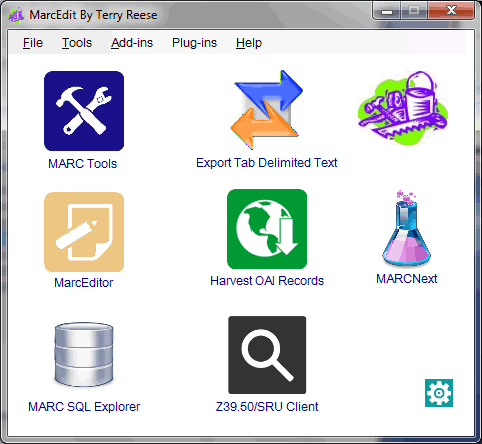 MarcEdit By Terry Reese
File Tools Add-ins Plug-ins Help
MARC Tools
Export Tab Delimited Text
MarcEditor
Harvest OAI Records
MARCNext
MARC SQL Explorer
Z39.50/SRU Client